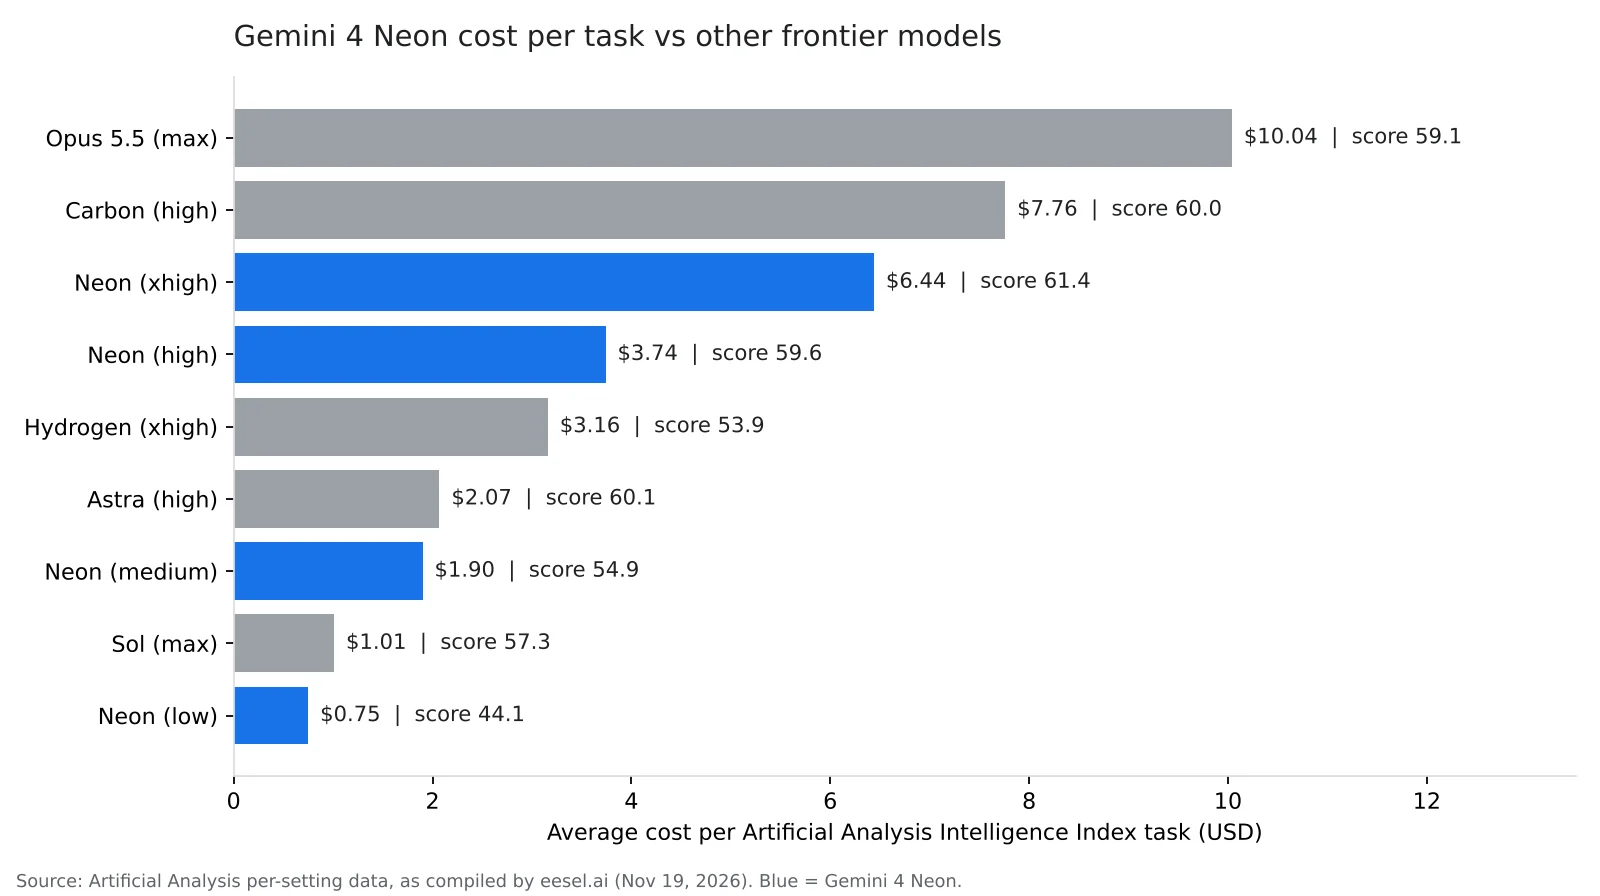 Gemini 4 Neon cost per task vs other frontier models
Opus 5.5 (max)
$10.04 | score 59.1
Carbon (high)
$7.76 | score 60.0
Neon (xhigh)
$6.44 | score 61.4
Neon (high)
$3.74 | score 59.6
Hydrogen (xhigh)
$3.16 | score 53.9
Astra (high)
$2.07 | score 60.1
Neon (medium)
$1.90 | score 54.9
Sol (max)
$1.01 | score 57.3
Neon (low)
$0.75 | score 44.1
0 2 4 6 8 10 12
Average cost per Artificial Analysis Intelligence Index task (USD)
Source: Artificial Analysis per-setting data, as compiled by eesel.ai (Nov 19, 2026). Blue = Gemini 4 Neon.